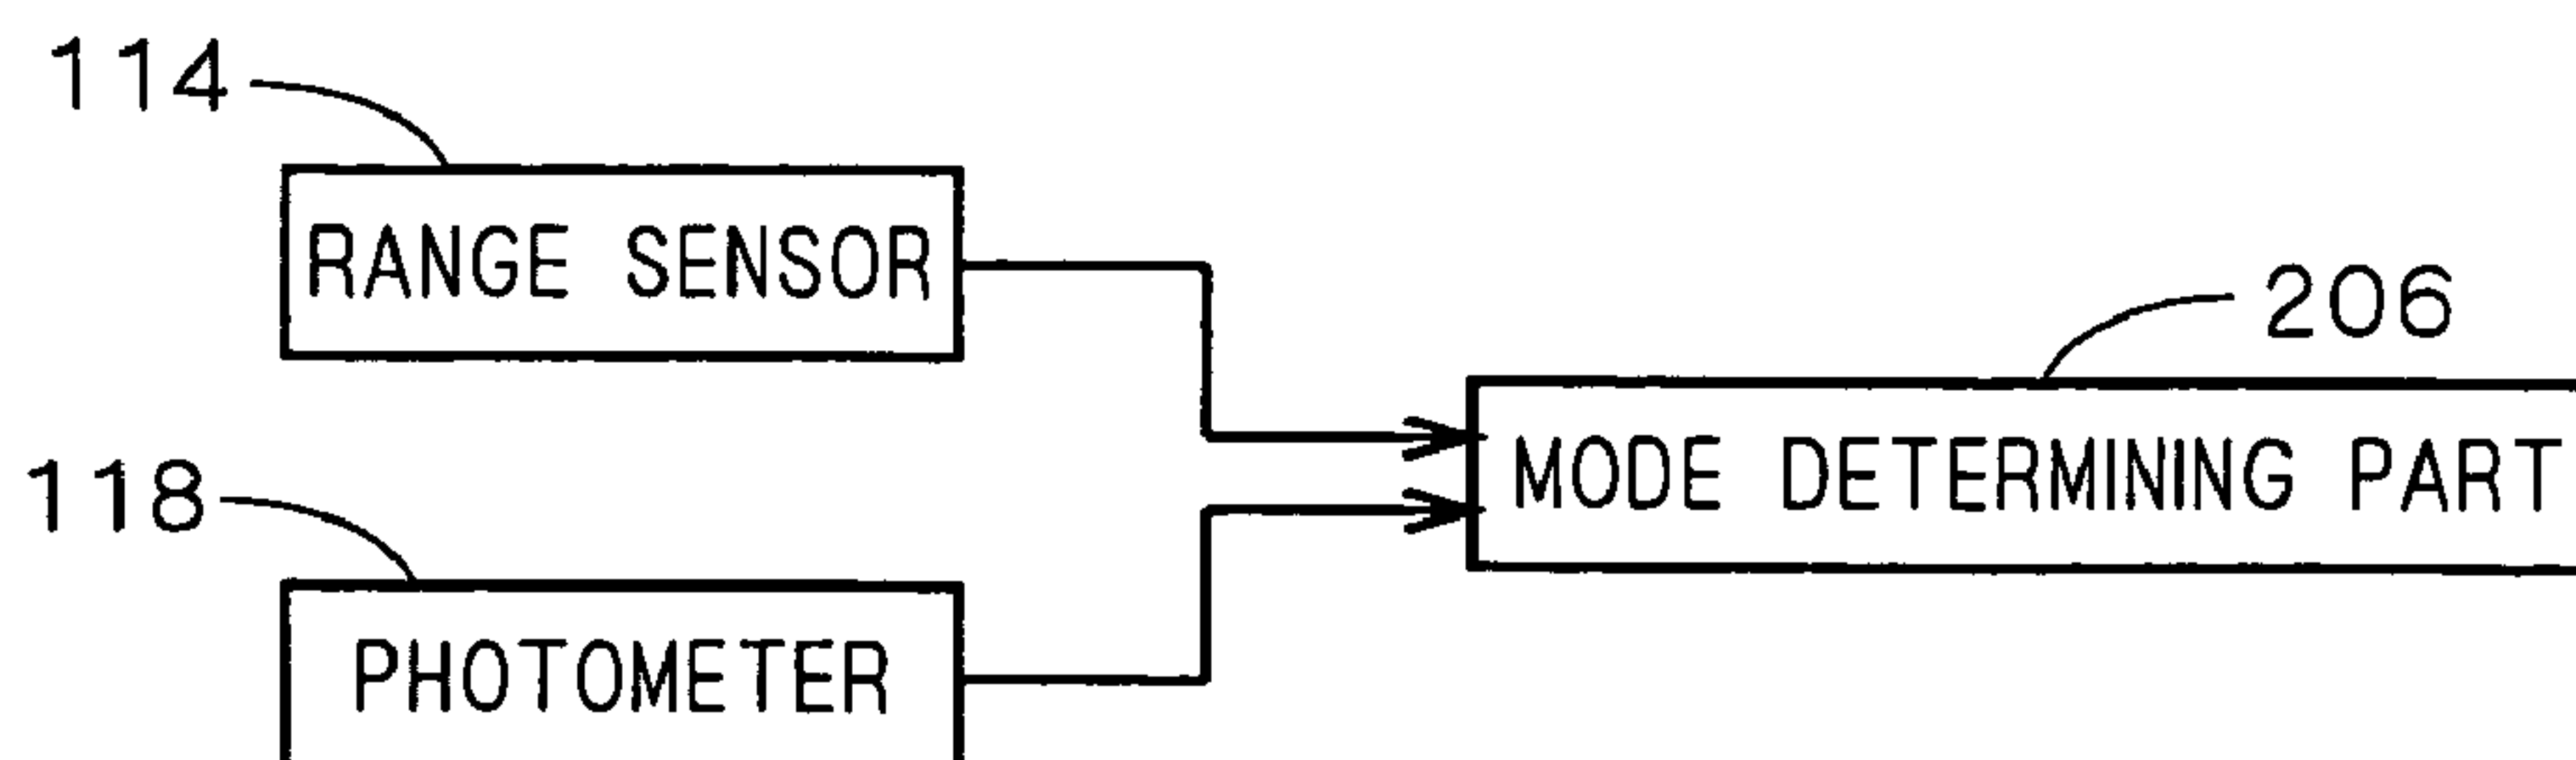 114
RANGE SENSOR
206
MODE DETERMINING PART
118
PHOTOMETER